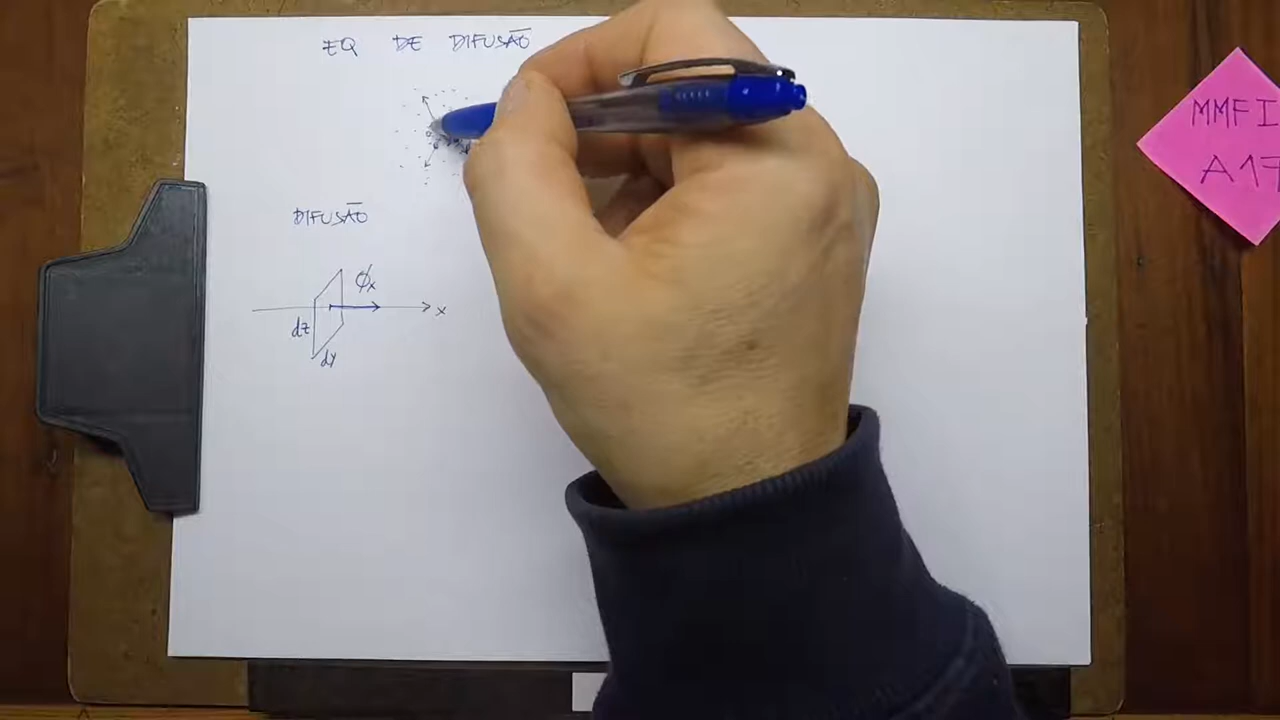 EQ DE DIFUSÃO
DIFUSÃO
ϕx
x
dz
dy
MMFI
A17